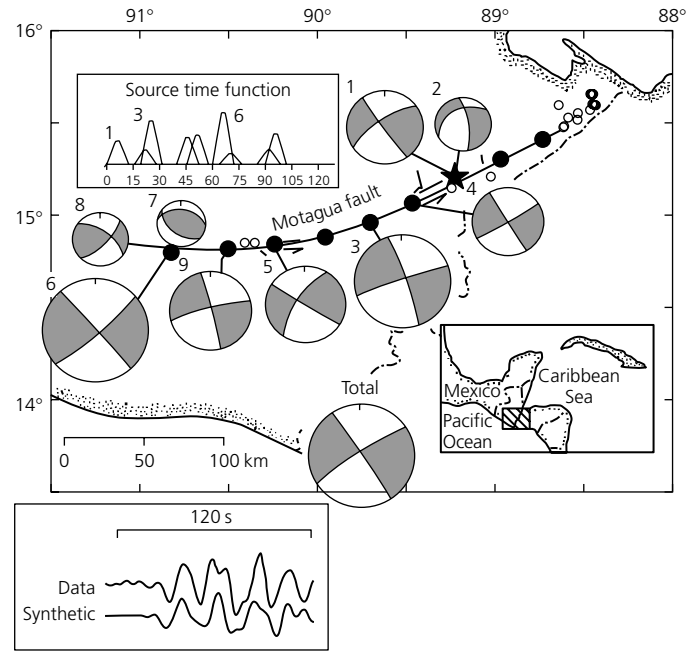 91° 90° 89° 88°
16°
Source time function
3 6
1
0 15 30 45 60 75 90 105 120
1 2
4
15°
Motagua fault
8 7
9 5 3
6
14°
Total
Mexico Caribbean
Sea
Pacific
Ocean
0 50 100 km
120 s
Data
Synthetic